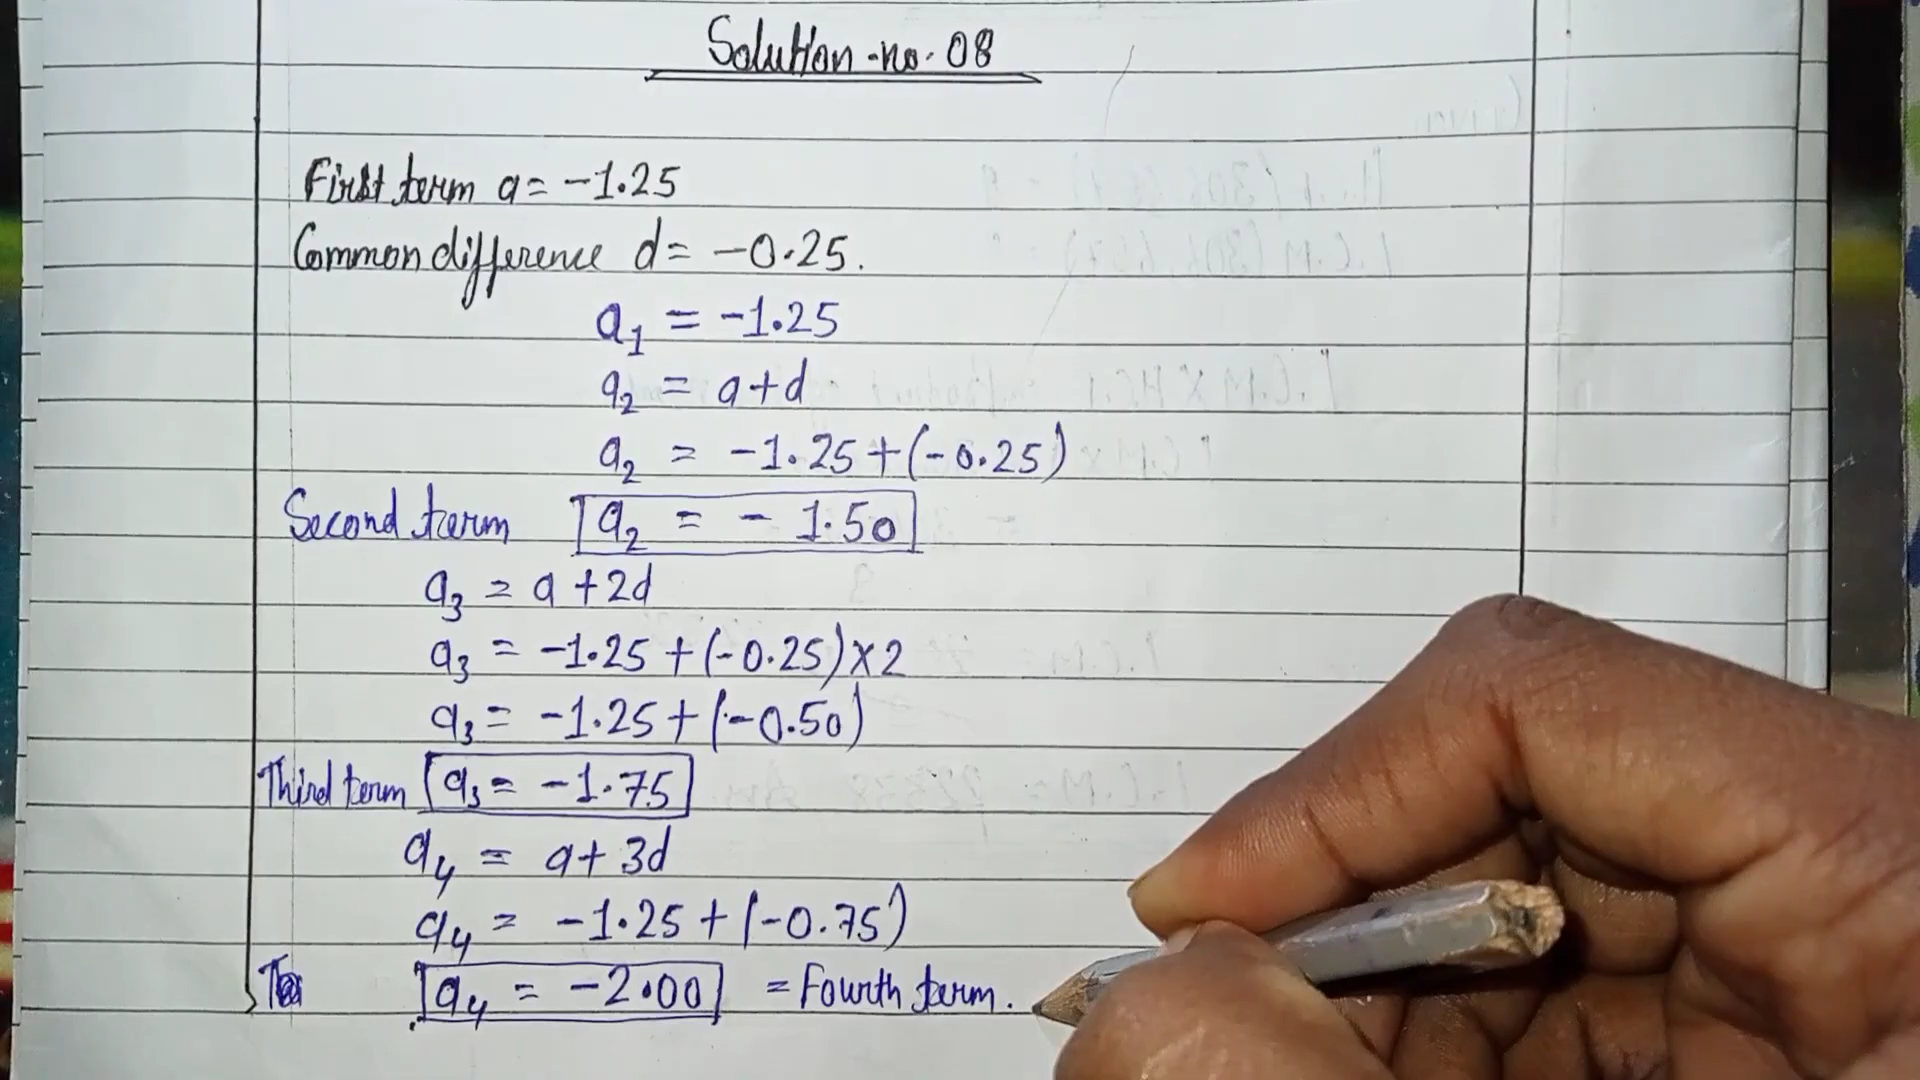 Solution-no. 08
First term a = -1.25
Common difference d = -0.25.
a₁ = -1.25
a₂ = a+d
a₂ = -1.25+(-0.25)
Second term a₂ = - 1.50
a₃ = a +2d
a₃ = -1.25 +(-0.25)×2
a₃ = -1.25+(-0.50)
Third term a₃ = -1.75
a₄ = a+ 3d
a₄ = -1.25+(-0.75)
a₄ = -2.00 = Fourth term.